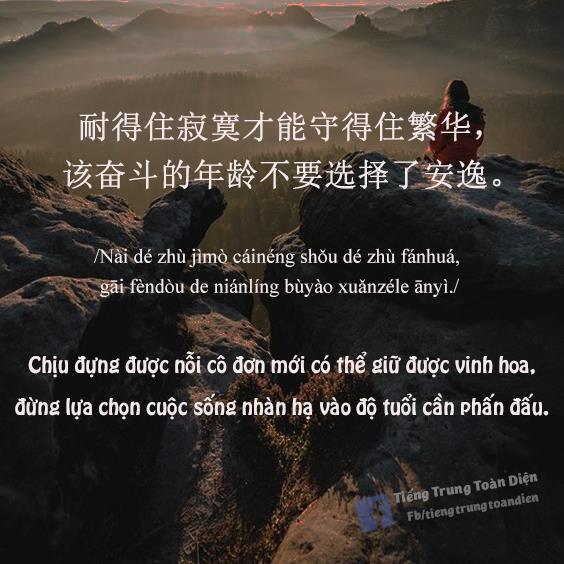 耐得住寂寞才能守得住繁华，
该奋斗的年龄不要选择了安逸。
/Nài dé zhù jìmò cáinéng shǒu dé zhù fánhuá,
gāi fèndòu de niánlíng bùyào xuǎnzéle ānyì./
Chịu đựng được nỗi cô đơn mới có thể giữ được vinh hoa,
đừng lựa chọn cuộc sống nhàn hạ vào độ tuổi cần phấn đấu.
Tiếng Trung Toàn Diện
Fb/tiengtrungtoandien